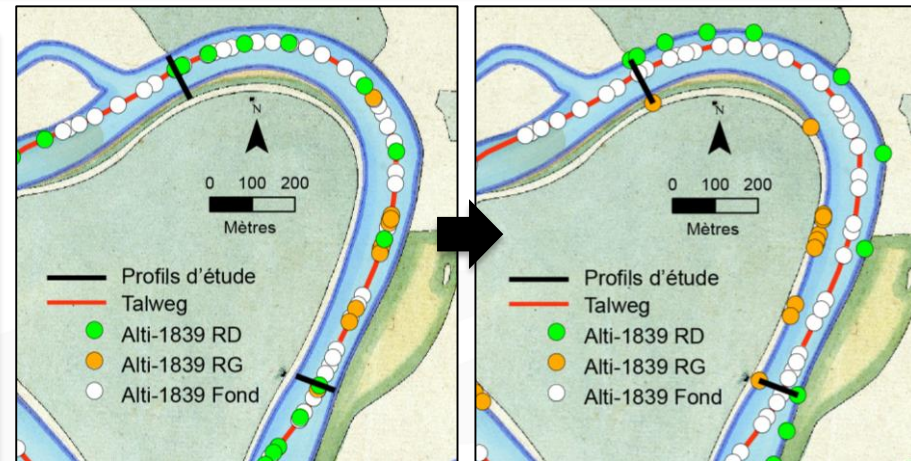 N
0 100 200
Mètres
Profils d'étude
Talweg
Alti-1839 RD
Alti-1839 RG
Alti-1839 Fond
N
0 100 200
Mètres
Profils d'étude
Talweg
Alti-1839 RD
Alti-1839 RG
Alti-1839 Fond